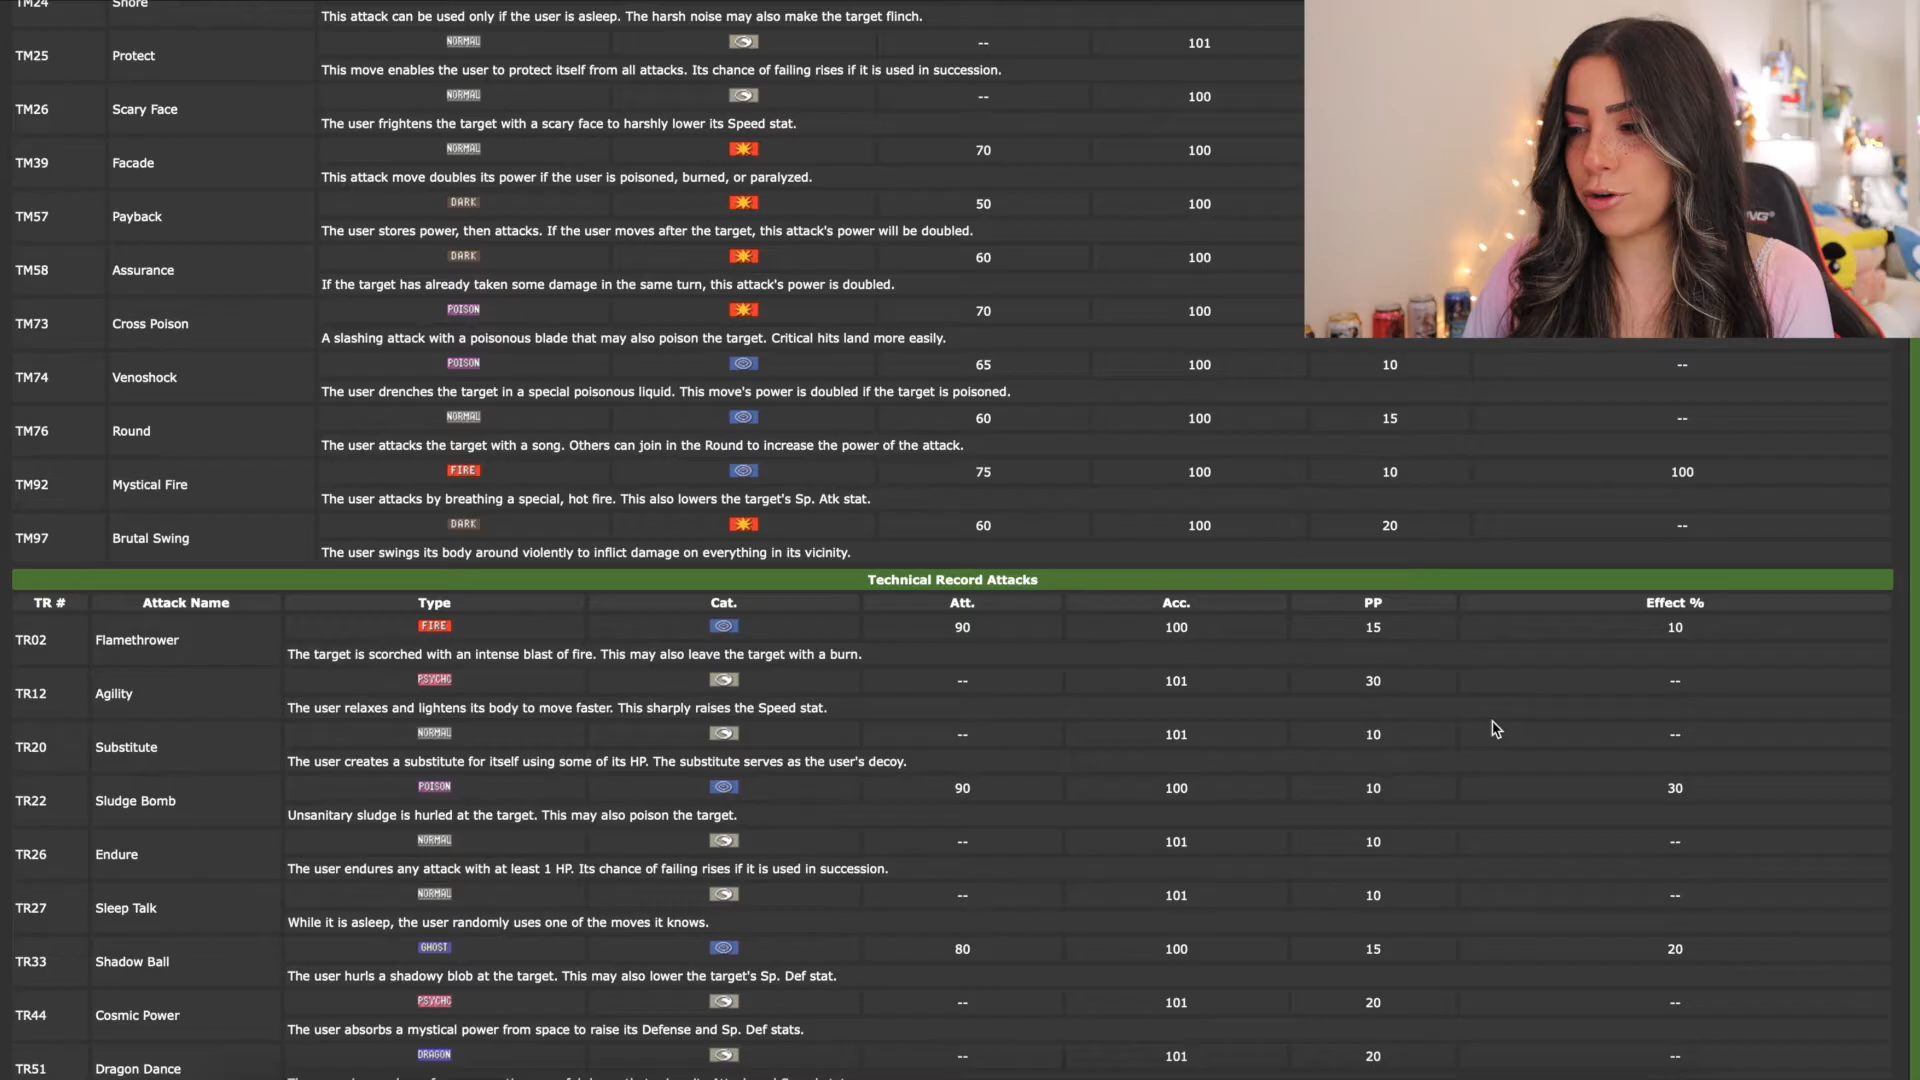 TM24 Snore
This attack can be used only if the user is asleep. The harsh noise may also make the target flinch.
NORMAL -- 101
TM25 Protect
This move enables the user to protect itself from all attacks. Its chance of failing rises if it is used in succession.
NORMAL -- 100
TM26 Scary Face
The user frightens the target with a scary face to harshly lower its Speed stat.
NORMAL 70 100
TM39 Facade
This attack move doubles its power if the user is poisoned, burned, or paralyzed.
DARK 50 100
TM57 Payback
The user stores power, then attacks. If the user moves after the target, this attack's power will be doubled.
DARK 60 100
TM58 Assurance
If the target has already taken some damage in the same turn, this attack's power is doubled.
POISON 70 100
TM73 Cross Poison
A slashing attack with a poisonous blade that may also poison the target. Critical hits land more easily.
POISON 65 100 10 --
TM74 Venoshock
The user drenches the target in a special poisonous liquid. This move's power is doubled if the target is poisoned.
NORMAL 60 100 15 --
TM76 Round
The user attacks the target with a song. Others can join in the Round to increase the power of the attack.
FIRE 75 100 10 100
TM92 Mystical Fire
The user attacks by breathing a special, hot fire. This also lowers the target's Sp. Atk stat.
DARK 60 100 20 --
TM97 Brutal Swing
The user swings its body around violently to inflict damage on everything in its vicinity.
Technical Record Attacks
TR # Attack Name Type Cat. Att. Acc. PP Effect %
FIRE 90 100 15 10
TR02 Flamethrower
The target is scorched with an intense blast of fire. This may also leave the target with a burn.
PSYCHC -- 101 30 --
TR12 Agility
The user relaxes and lightens its body to move faster. This sharply raises the Speed stat.
NORMAL -- 101 10 --
TR20 Substitute
The user creates a substitute for itself using some of its HP. The substitute serves as the user's decoy.
POISON 90 100 10 30
TR22 Sludge Bomb
Unsanitary sludge is hurled at the target. This may also poison the target.
NORMAL -- 101 10 --
TR26 Endure
The user endures any attack with at least 1 HP. Its chance of failing rises if it is used in succession.
NORMAL -- 101 10 --
TR27 Sleep Talk
While it is asleep, the user randomly uses one of the moves it knows.
GHOST 80 100 15 20
TR33 Shadow Ball
The user hurls a shadowy blob at the target. This may also lower the target's Sp. Def stat.
PSYCHC -- 101 20 --
TR44 Cosmic Power
The user absorbs a mystical power from space to raise its Defense and Sp. Def stats.
DRAGON -- 101 20 --
TR51 Dragon Dance